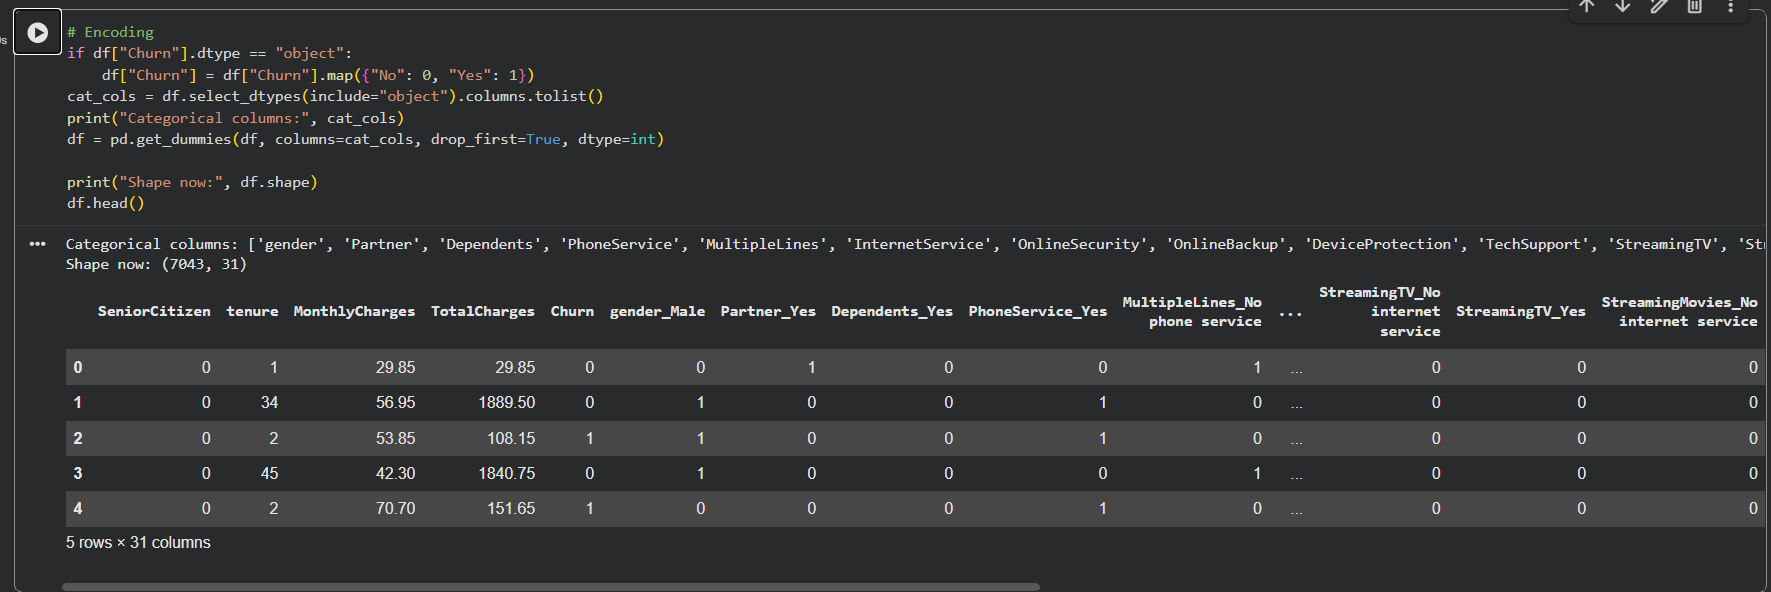 # Encoding
if df["Churn"].dtype == "object":
    df["Churn"] = df["Churn"].map({"No": 0, "Yes": 1})
cat_cols = df.select_dtypes(include="object").columns.tolist()
print("Categorical columns:", cat_cols)
df = pd.get_dummies(df, columns=cat_cols, drop_first=True, dtype=int)
print("Shape now:", df.shape)
df.head()
Categorical columns: ['gender', 'Partner', 'Dependents', 'PhoneService', 'MultipleLines', 'InternetService', 'OnlineSecurity', 'OnlineBackup', 'DeviceProtection', 'TechSupport', 'StreamingTV',
Shape now: (7043, 31)
SeniorCitizen tenure MonthlyCharges TotalCharges Churn gender_Male Partner_Yes Dependents_Yes PhoneService_Yes MultipleLines_No phone service ... StreamingTV_No internet service StreamingTV_Yes StreamingMovies_No internet service
0 0 1 29.85 29.85 0 0 1 0 0 1 ... 0 0 0
1 0 34 56.95 1889.50 0 1 0 0 1 0 ... 0 0 0
2 0 2 53.85 108.15 1 1 0 0 1 0 ... 0 0 0
3 0 45 42.30 1840.75 0 1 0 0 0 1 ... 0 0 0
4 0 2 70.70 151.65 1 0 0 0 1 0 ... 0 0 0
5 rows × 31 columns